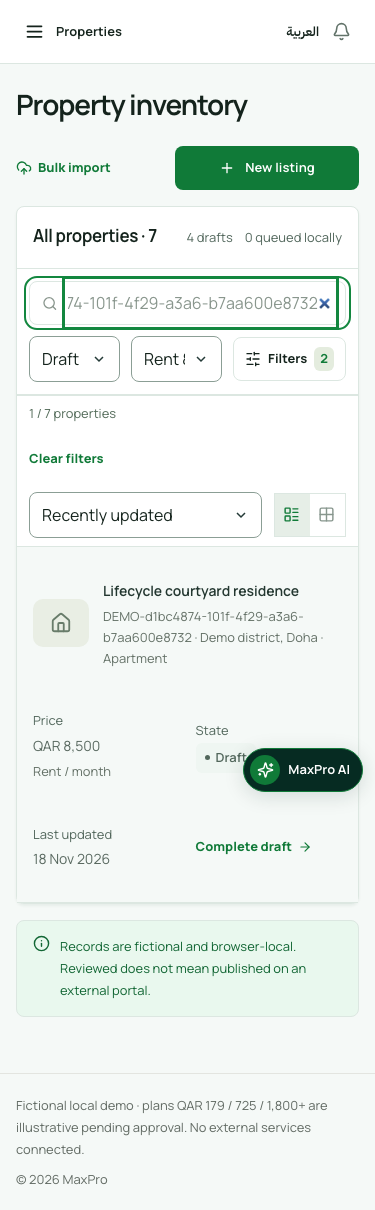 Properties
العربية
Property inventory
Bulk import
New listing
All properties · 7
4 drafts 0 queued locally
74-101f-4f29-a3a6-b7aa600e8732
Draft
Rent &
Filters 2
1 / 7 properties
Clear filters
Recently updated
Lifecycle courtyard residence
DEMO-d1bc4874-101f-4f29-a3a6-
b7aa600e8732 · Demo district, Doha ·
Apartment
Price
QAR 8,500
Rent / month
State
Draft
MaxPro AI
Last updated
18 Nov 2026
Complete draft
Records are fictional and browser-local.
Reviewed does not mean published on an
external portal.
Fictional local demo · plans QAR 179 / 725 / 1,800+ are
illustrative pending approval. No external services
connected.
© 2026 MaxPro